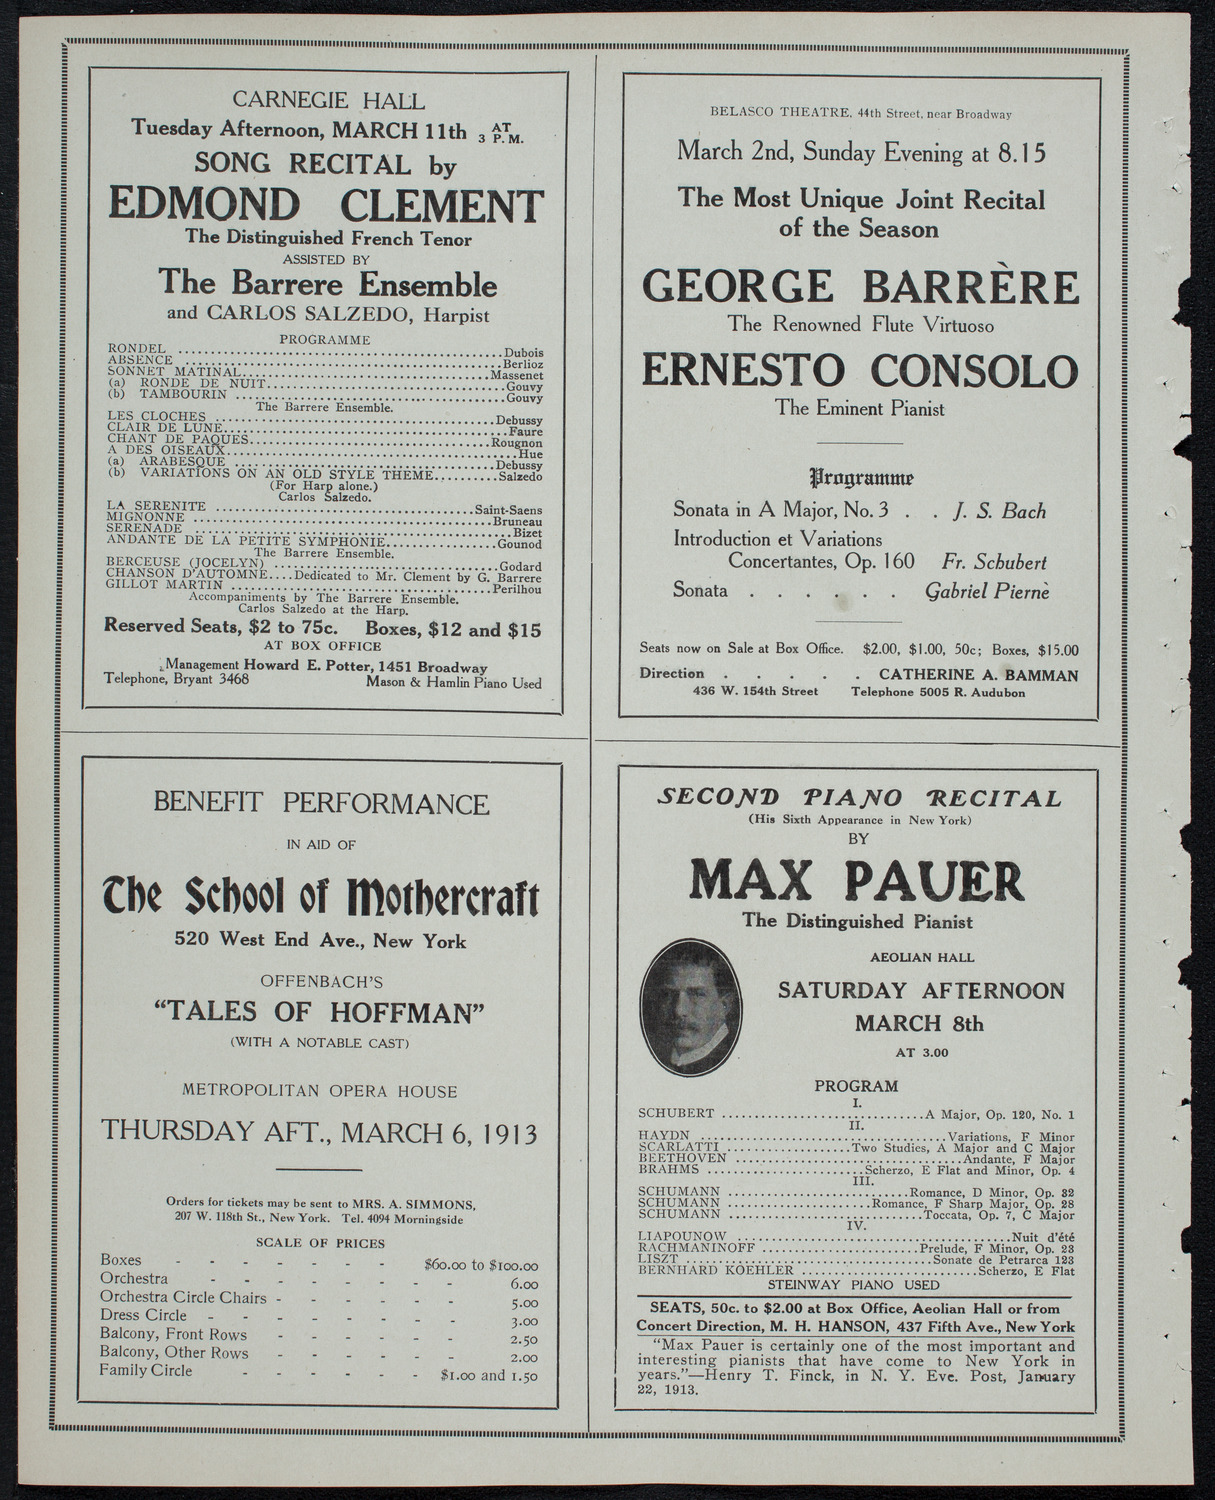 CARNEGIE HALL
Tuesday Afternoon, MARCH 11th 3 AT P. M.
SONG RECITAL by
EDMOND CLEMENT
The Distinguished French Tenor
ASSISTED BY
The Barrere Ensemble
and CARLOS SALZEDO, Harpist
PROGRAMME
RONDEL ........ Dubois
ABSENCE ........ Berlioz
SONNET MATINAL ........ Massenet
(a) RONDE DE NUIT ........ Gouvy
(b) TAMBOURIN ........ Gouvy
The Barrere Ensemble.
LES CLOCHES ........ Debussy
CLAIR DE LUNE ........ Faure
CHANT DE PAQUES ........ Rougnon
A DES OISEAUX ........ Hue
(a) ARABESQUE ........ Debussy
(b) VARIATIONS ON AN OLD STYLE THEME ........ Salzedo
(For Harp alone.)
Carlos Salzedo.
LA SERENITE ........ Saint-Saens
MIGNONNE ........ Bruneau
SERENADE ........ Bizet
ANDANTE DE LA PETITE SYMPHONIE ........ Gounod
The Barrere Ensemble.
BERCEUSE (JOCELYN) ........ Godard
CHANSON D'AUTOMNE....Dedicated to Mr. Clement by G. Barrere
GILLOT MARTIN ........ Perilhou
Accompaniments by The Barrere Ensemble.
Carlos Salzedo at the Harp.
Reserved Seats, $2 to 75c. Boxes, $12 and $15
AT BOX OFFICE
Management Howard E. Potter, 1451 Broadway
Telephone, Bryant 3468 Mason & Hamlin Piano Used
BELASCO THEATRE, 44th Street, near Broadway
March 2nd, Sunday Evening at 8.15
The Most Unique Joint Recital
of the Season
GEORGE BARRÈRE
The Renowned Flute Virtuoso
ERNESTO CONSOLO
The Eminent Pianist
Programme
Sonata in A Major, No. 3 . . J. S. Bach
Introduction et Variations
Concertantes, Op. 160 Fr. Schubert
Sonata . . . . . . Gabriel Piernè
Seats now on Sale at Box Office. $2.00, $1.00, 50c; Boxes, $15.00
Direction . . . . . CATHERINE A. BAMMAN
436 W. 154th Street Telephone 5005 R. Audubon
BENEFIT PERFORMANCE
IN AID OF
The School of Mothercraft
520 West End Ave., New York
OFFENBACH'S
"TALES OF HOFFMAN"
(WITH A NOTABLE CAST)
METROPOLITAN OPERA HOUSE
THURSDAY AFT., MARCH 6, 1913
Orders for tickets may be sent to MRS. A. SIMMONS,
207 W. 118th St., New York. Tel. 4094 Morningside
SCALE OF PRICES
Boxes - - - - - - - $60.00 to $100.00
Orchestra - - - - - - - 6.00
Orchestra Circle Chairs - - - - - 5.00
Dress Circle - - - - - - - 3.00
Balcony, Front Rows - - - - - 2.50
Balcony, Other Rows - - - - - 2.00
Family Circle - - - - - - $1.00 and 1.50
SECOND PIANO RECITAL
(His Sixth Appearance in New York)
BY
MAX PAUER
The Distinguished Pianist
AEOLIAN HALL
SATURDAY AFTERNOON
MARCH 8th
AT 3.00
PROGRAM
I.
SCHUBERT ........ A Major, Op. 120, No. 1
II.
HAYDN ........ Variations, F Minor
SCARLATTI ........ Two Studies, A Major and C Major
BEETHOVEN ........ Andante, F Major
BRAHMS ........ Scherzo, E Flat and Minor, Op. 4
III.
SCHUMANN ........ Romance, D Minor, Op. 32
SCHUMANN ........ Romance, F Sharp Major, Op. 28
SCHUMANN ........ Toccata, Op. 7, C Major
IV.
LIAPOUNOW ........ Nuit d'été
RACHMANINOFF ........ Prelude, F Minor, Op. 23
LISZT ........ Sonate de Petrarca 123
BERNHARD KOEHLER ........ Scherzo, E Flat
STEINWAY PIANO USED
SEATS, 50c. to $2.00 at Box Office, Aeolian Hall or from
Concert Direction, M. H. HANSON, 437 Fifth Ave., New York
"Max Pauer is certainly one of the most important and
interesting pianists that have come to New York in
years."—Henry T. Finck, in N. Y. Eve. Post, January
22, 1913.